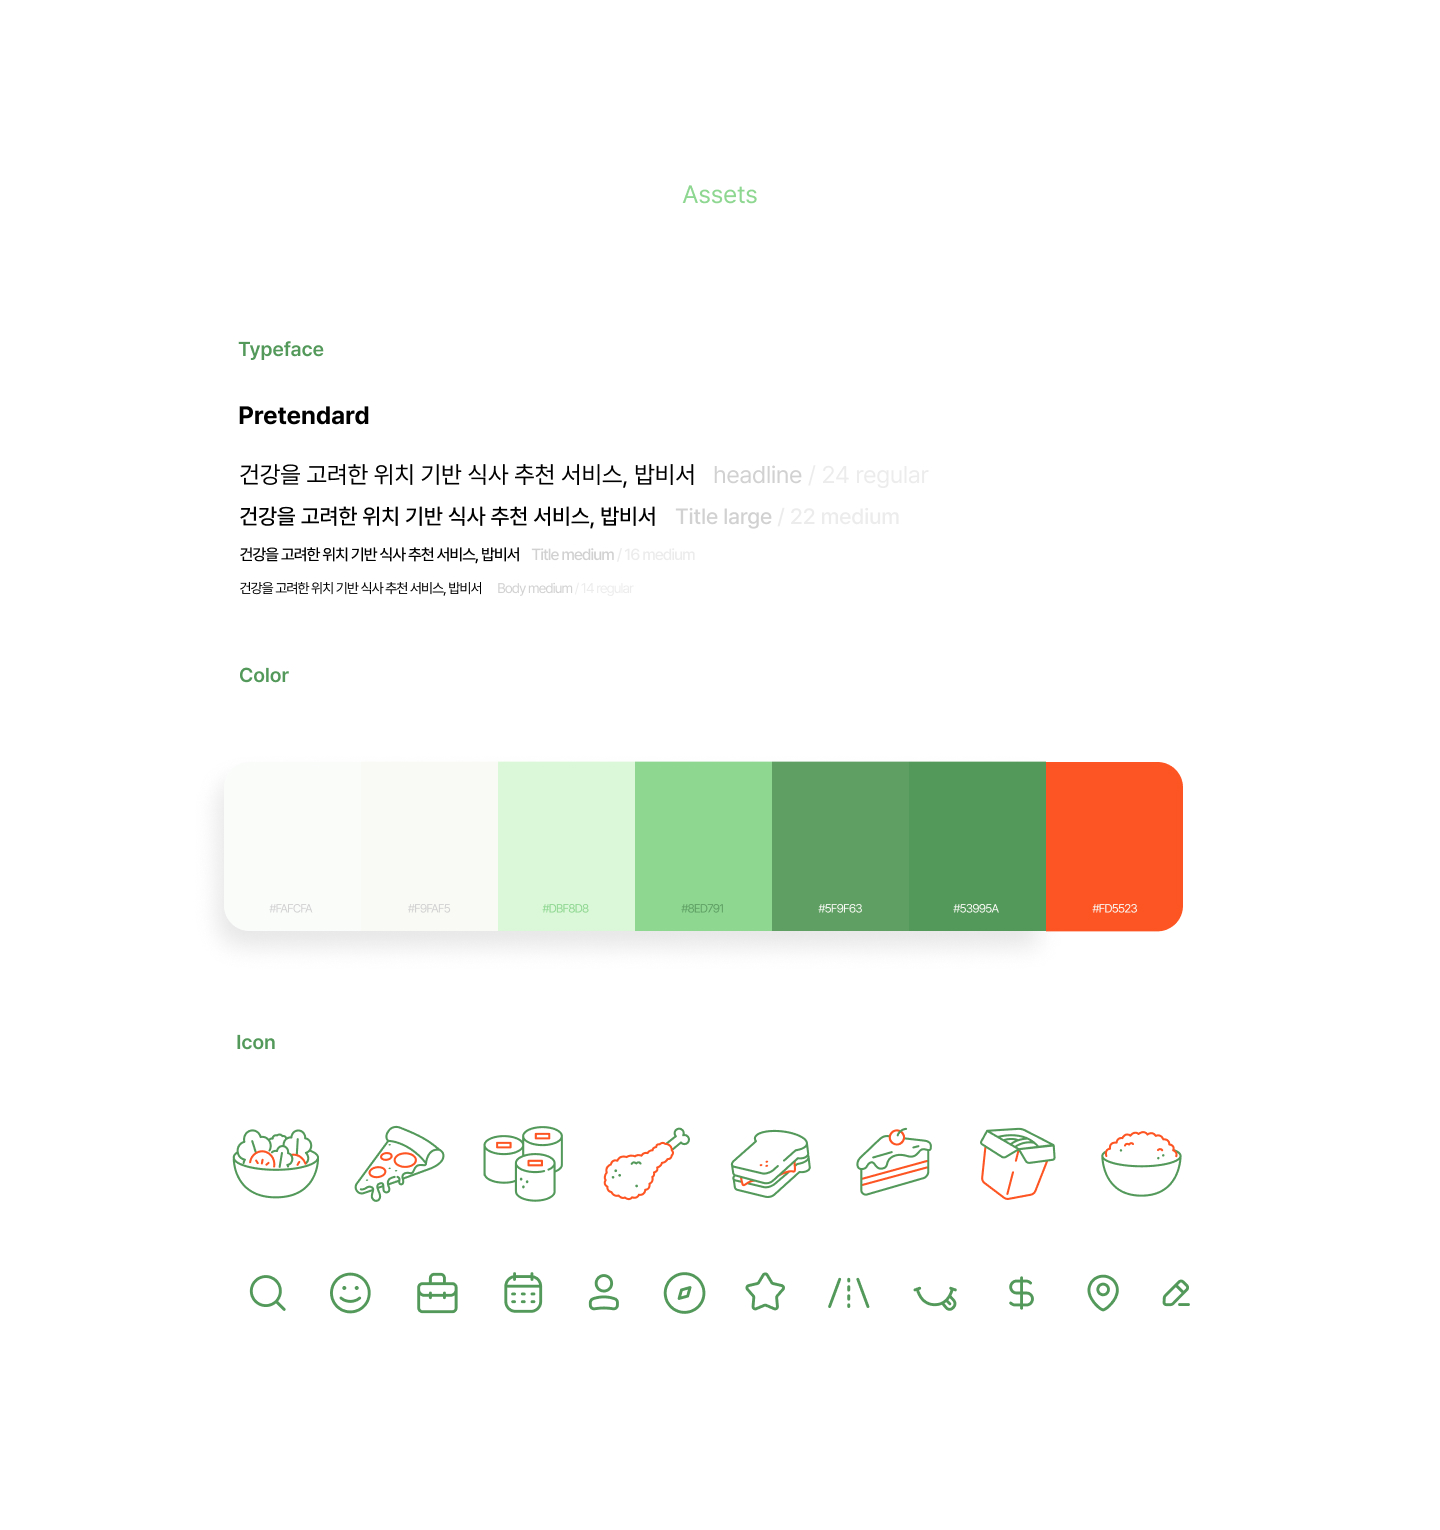 Assets
Typeface
Pretendard
건강을 고려한 위치 기반 식사 추천 서비스, 밥비서 headline / 24 regular
건강을 고려한 위치 기반 식사 추천 서비스, 밥비서 Title large / 22 medium
건강을 고려한 위치 기반 식사 추천 서비스, 밥비서 Title medium / 16 medium
건강을 고려한 위치 기반 식사 추천 서비스, 밥비서 Body medium / 14 regular
Color
#FAFCFA #F9FAF5 #DBF8D8 #8ED791 #5F9F63 #53995A #FD5523
Icon